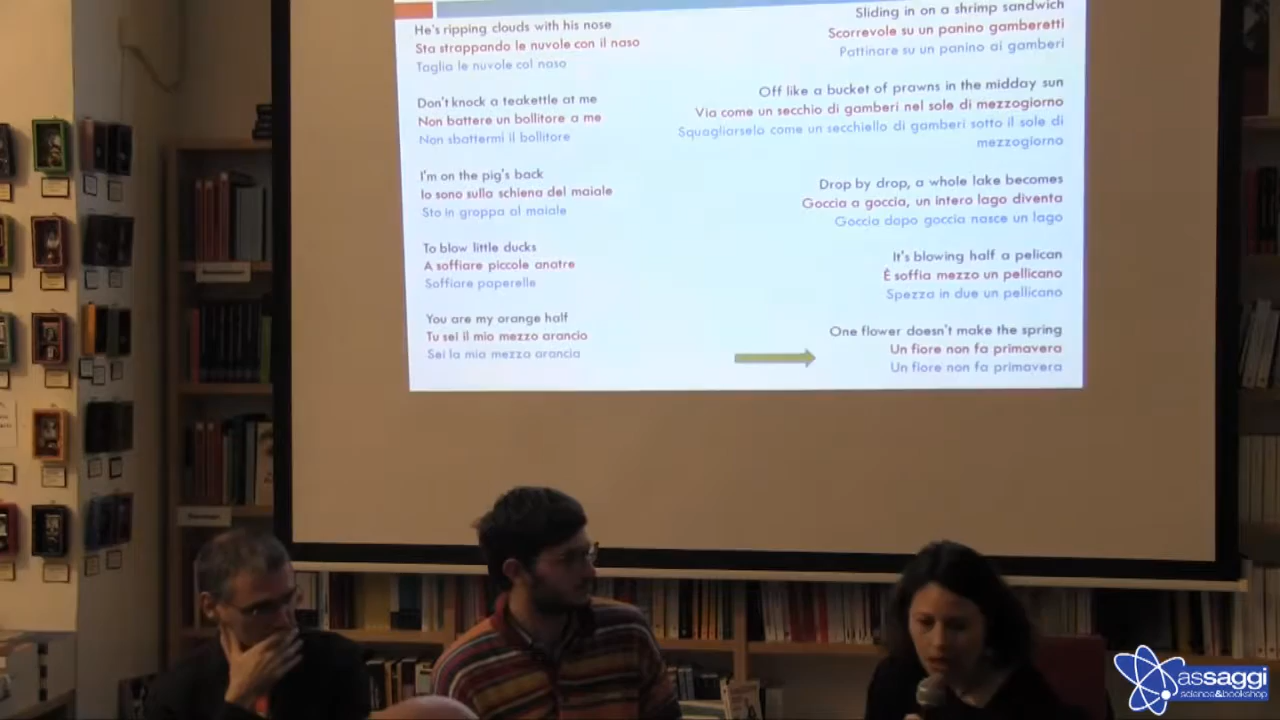 He's ripping clouds with his nose
Sta strappando le nuvole con il naso
Taglia le nuvole col naso
Don't knock a teakettle at me
Non battere un bollitore a me
Non sbattermi il bollitore
I'm on the pig's back
Io sono sulla schiena del maiale
Sto in groppa al maiale
To blow little ducks
A soffiare piccole anatre
Soffiare paperelle
You are my orange half
Tu sei il mio mezzo arancio
Sei la mia mezza arancia
Sliding in on a shrimp sandwich
Scorrevole su un panino gamberetti
Pattinare su un panino ai gamberi
Off like a bucket of prawns in the midday sun
Via come un secchio di gamberi nel sole di mezzogiorno
Squagliarsela come un secchiello di gamberi sotto il sole di
mezzogiorno
Drop by drop, a whole lake becomes
Goccia a goccia, un intero lago diventa
Goccia dopo goccia nasce un lago
It's blowing half a pelican
É soffia mezzo un pellicano
Spezza in due un pellicano
One flower doesn't make the spring
Un fiore non fa primavera
Un fiore non fa primavera
assaggi
science&bookshop